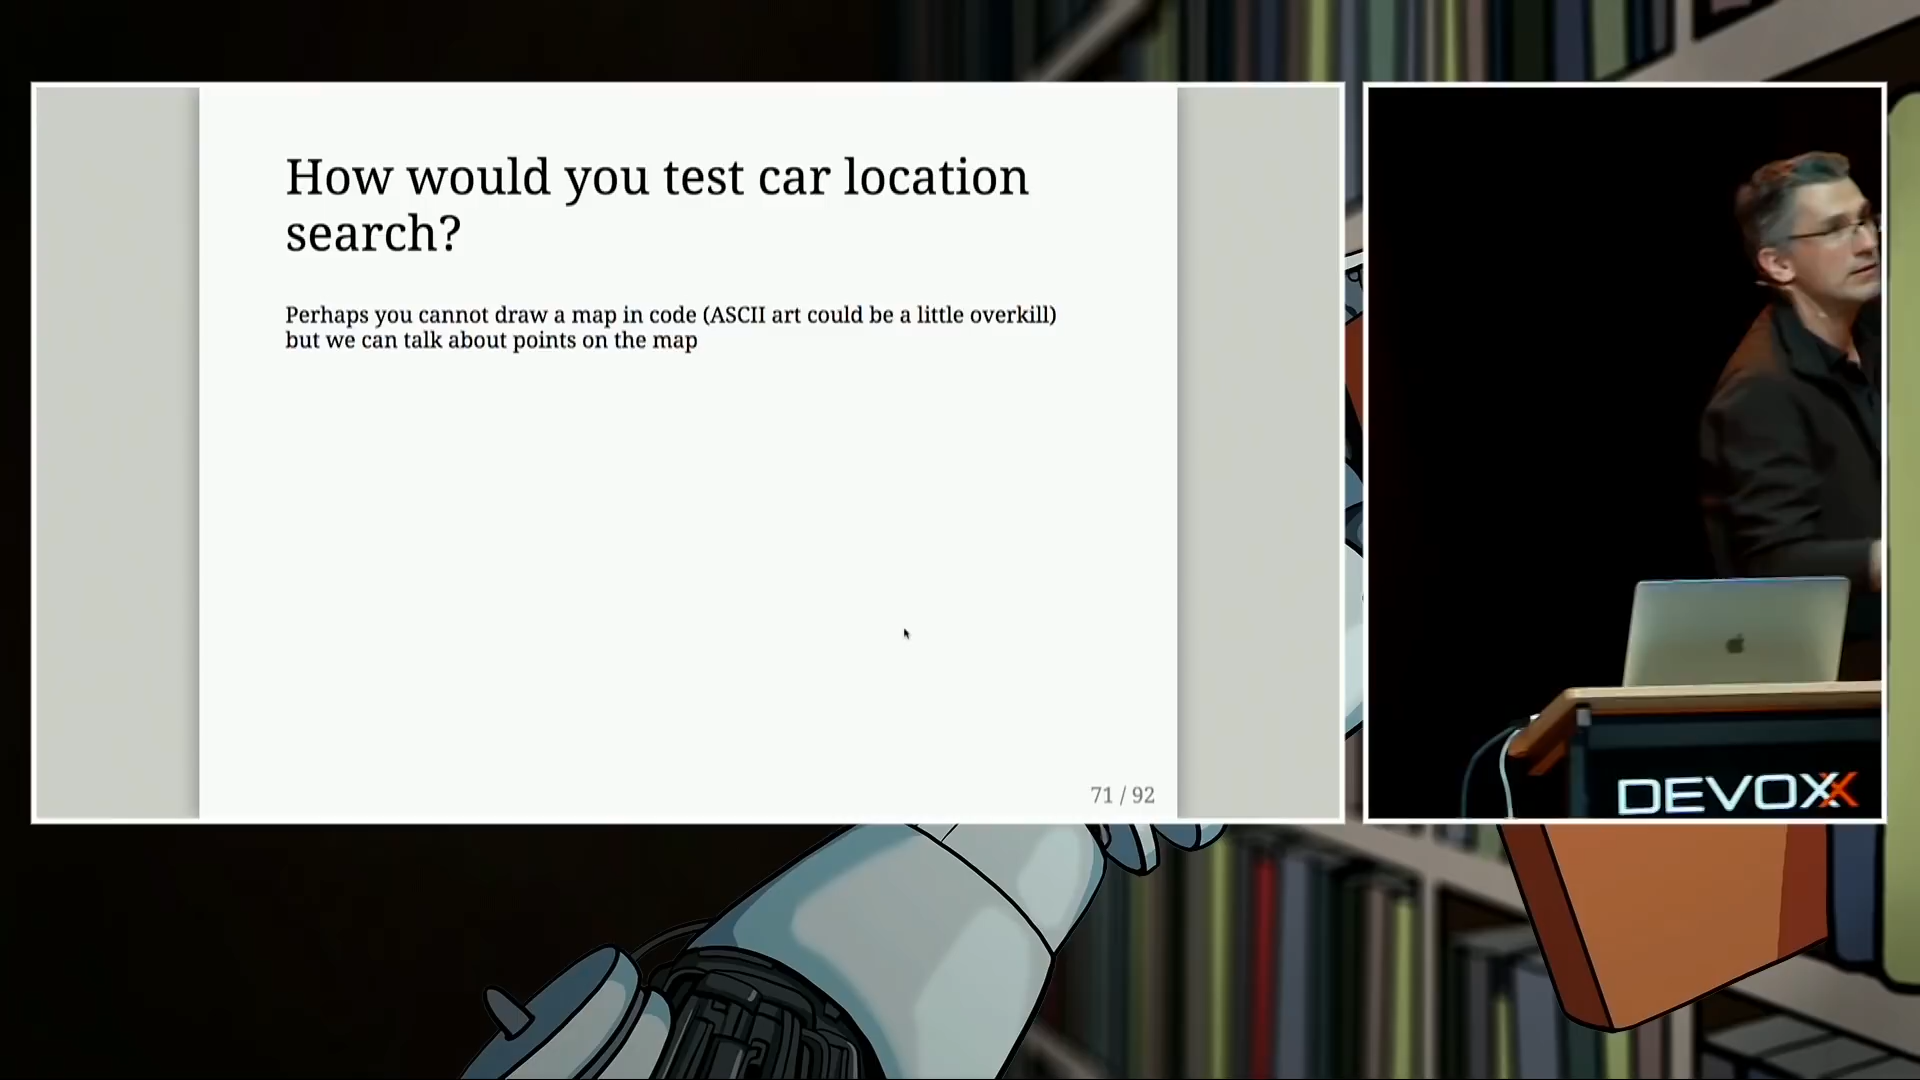 How would you test car location
search?
Perhaps you cannot draw a map in code (ASCII art could be a little overkill)
but we can talk about points on the map
71 / 92
DEVOXX